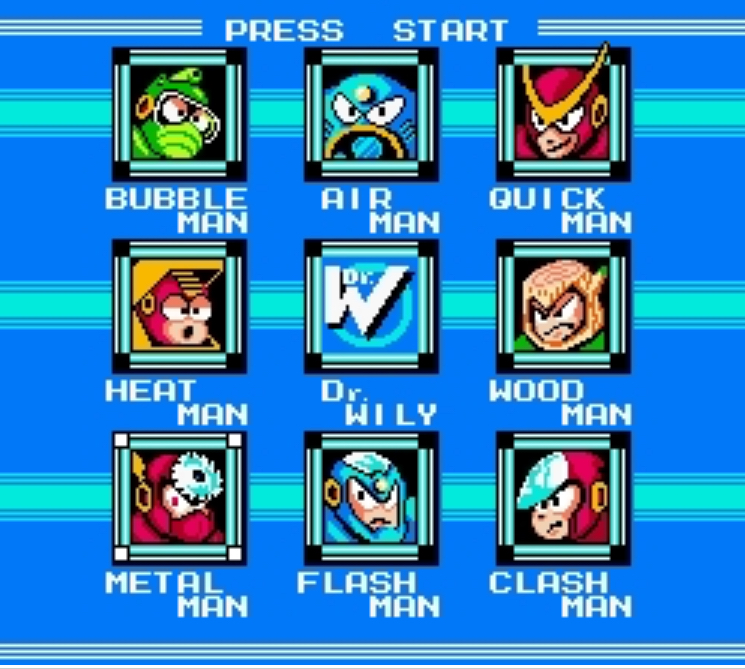 PRESS START
BUBBLE MAN
AIR MAN
QUICK MAN
Dr. W
HEAT MAN
Dr. WILY
WOOD MAN
METAL MAN
FLASH MAN
CLASH MAN